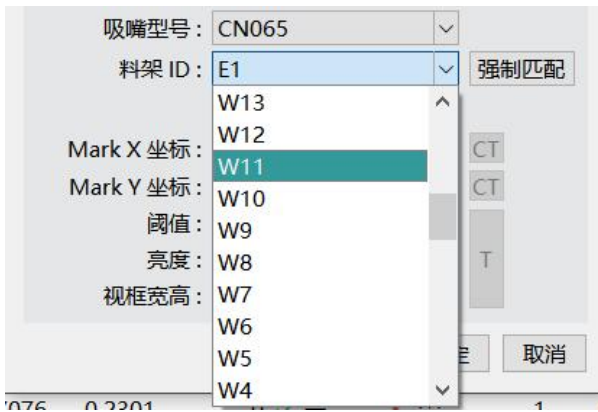 吸嘴型号： CN065
料架 ID： E1 强制匹配
W13
W12
Mark X 坐标： CT
W11
Mark Y 坐标： CT
W10
阈值： W9
亮度： W8 T
视框宽高： W7
W6
W5 取消
W4
0.2301 1